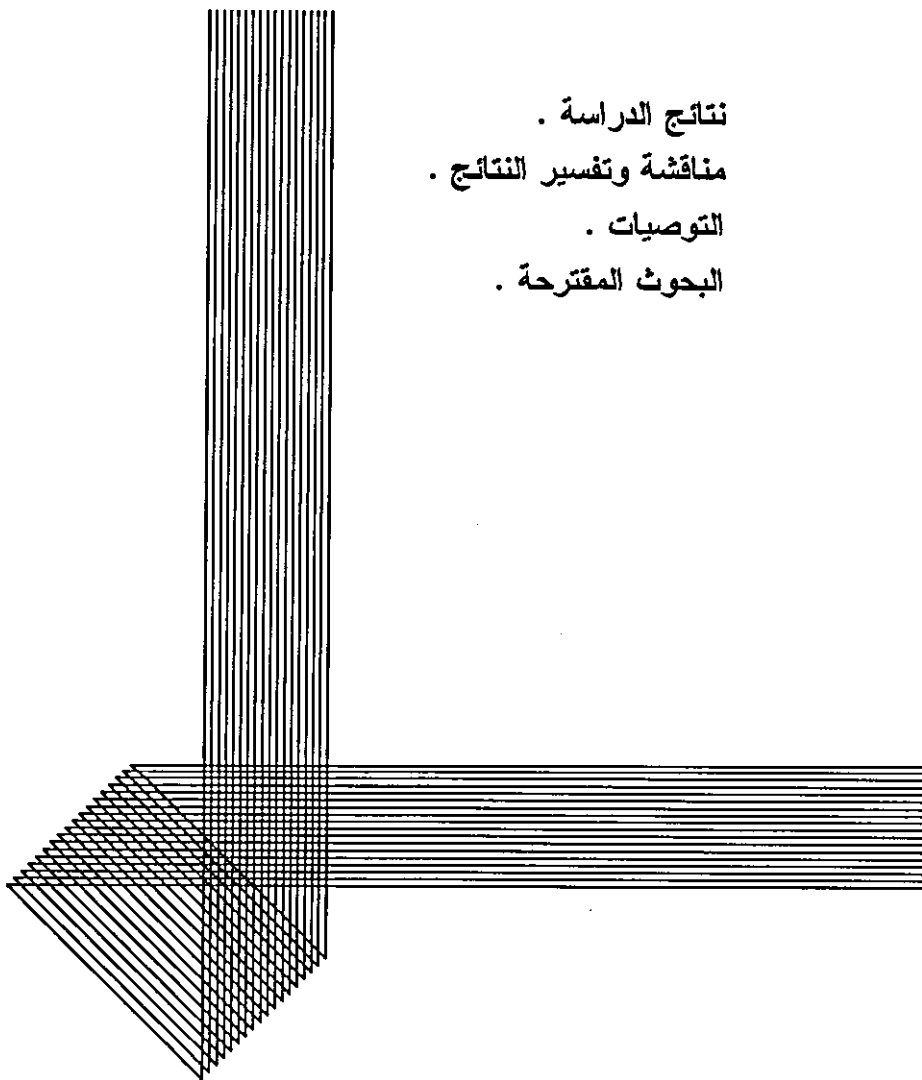 نتائج الدراسة .
مناقشة وتفسير النتائج .
التوصيات .
البحوث المقترحة .